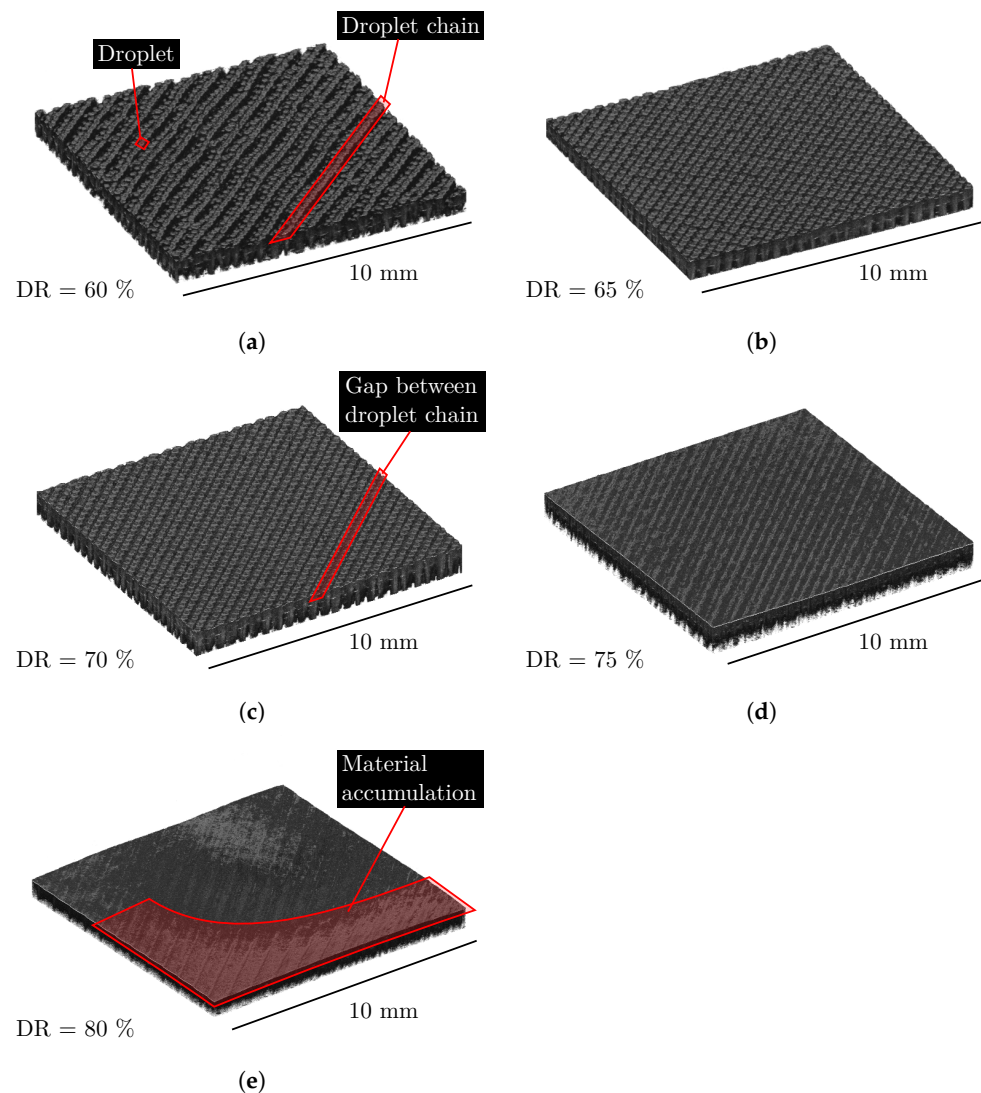 Droplet chain
Droplet
10 mm
DR = 60 %
(a)
10 mm
DR = 65 %
(b)
Gap between
droplet chain
10 mm
DR = 70 %
(c)
10 mm
DR = 75 %
(d)
Material
accumulation
10 mm
DR = 80 %
(e)